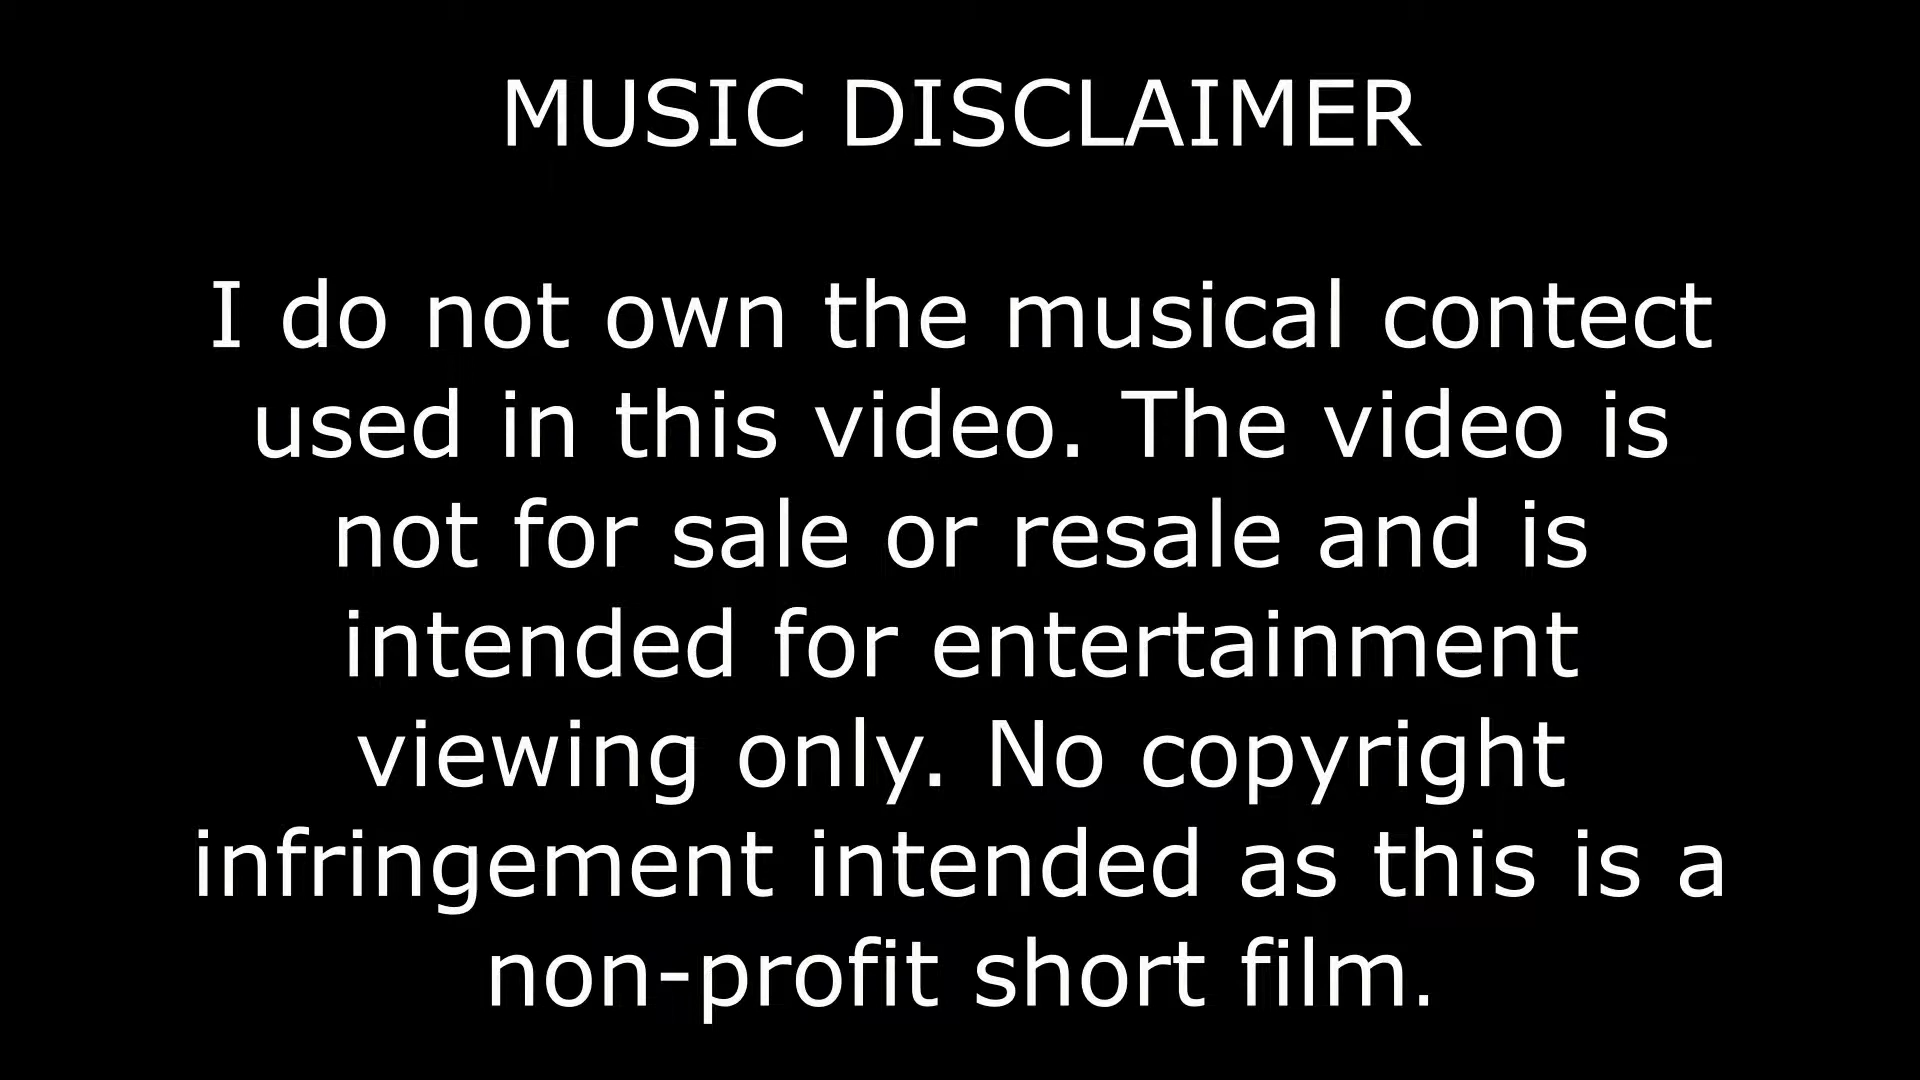 MUSIC DISCLAIMER
I do not own the musical contect
used in this video. The video is
not for sale or resale and is
intended for entertainment
viewing only. No copyright
infringement intended as this is a
non-profit short film.